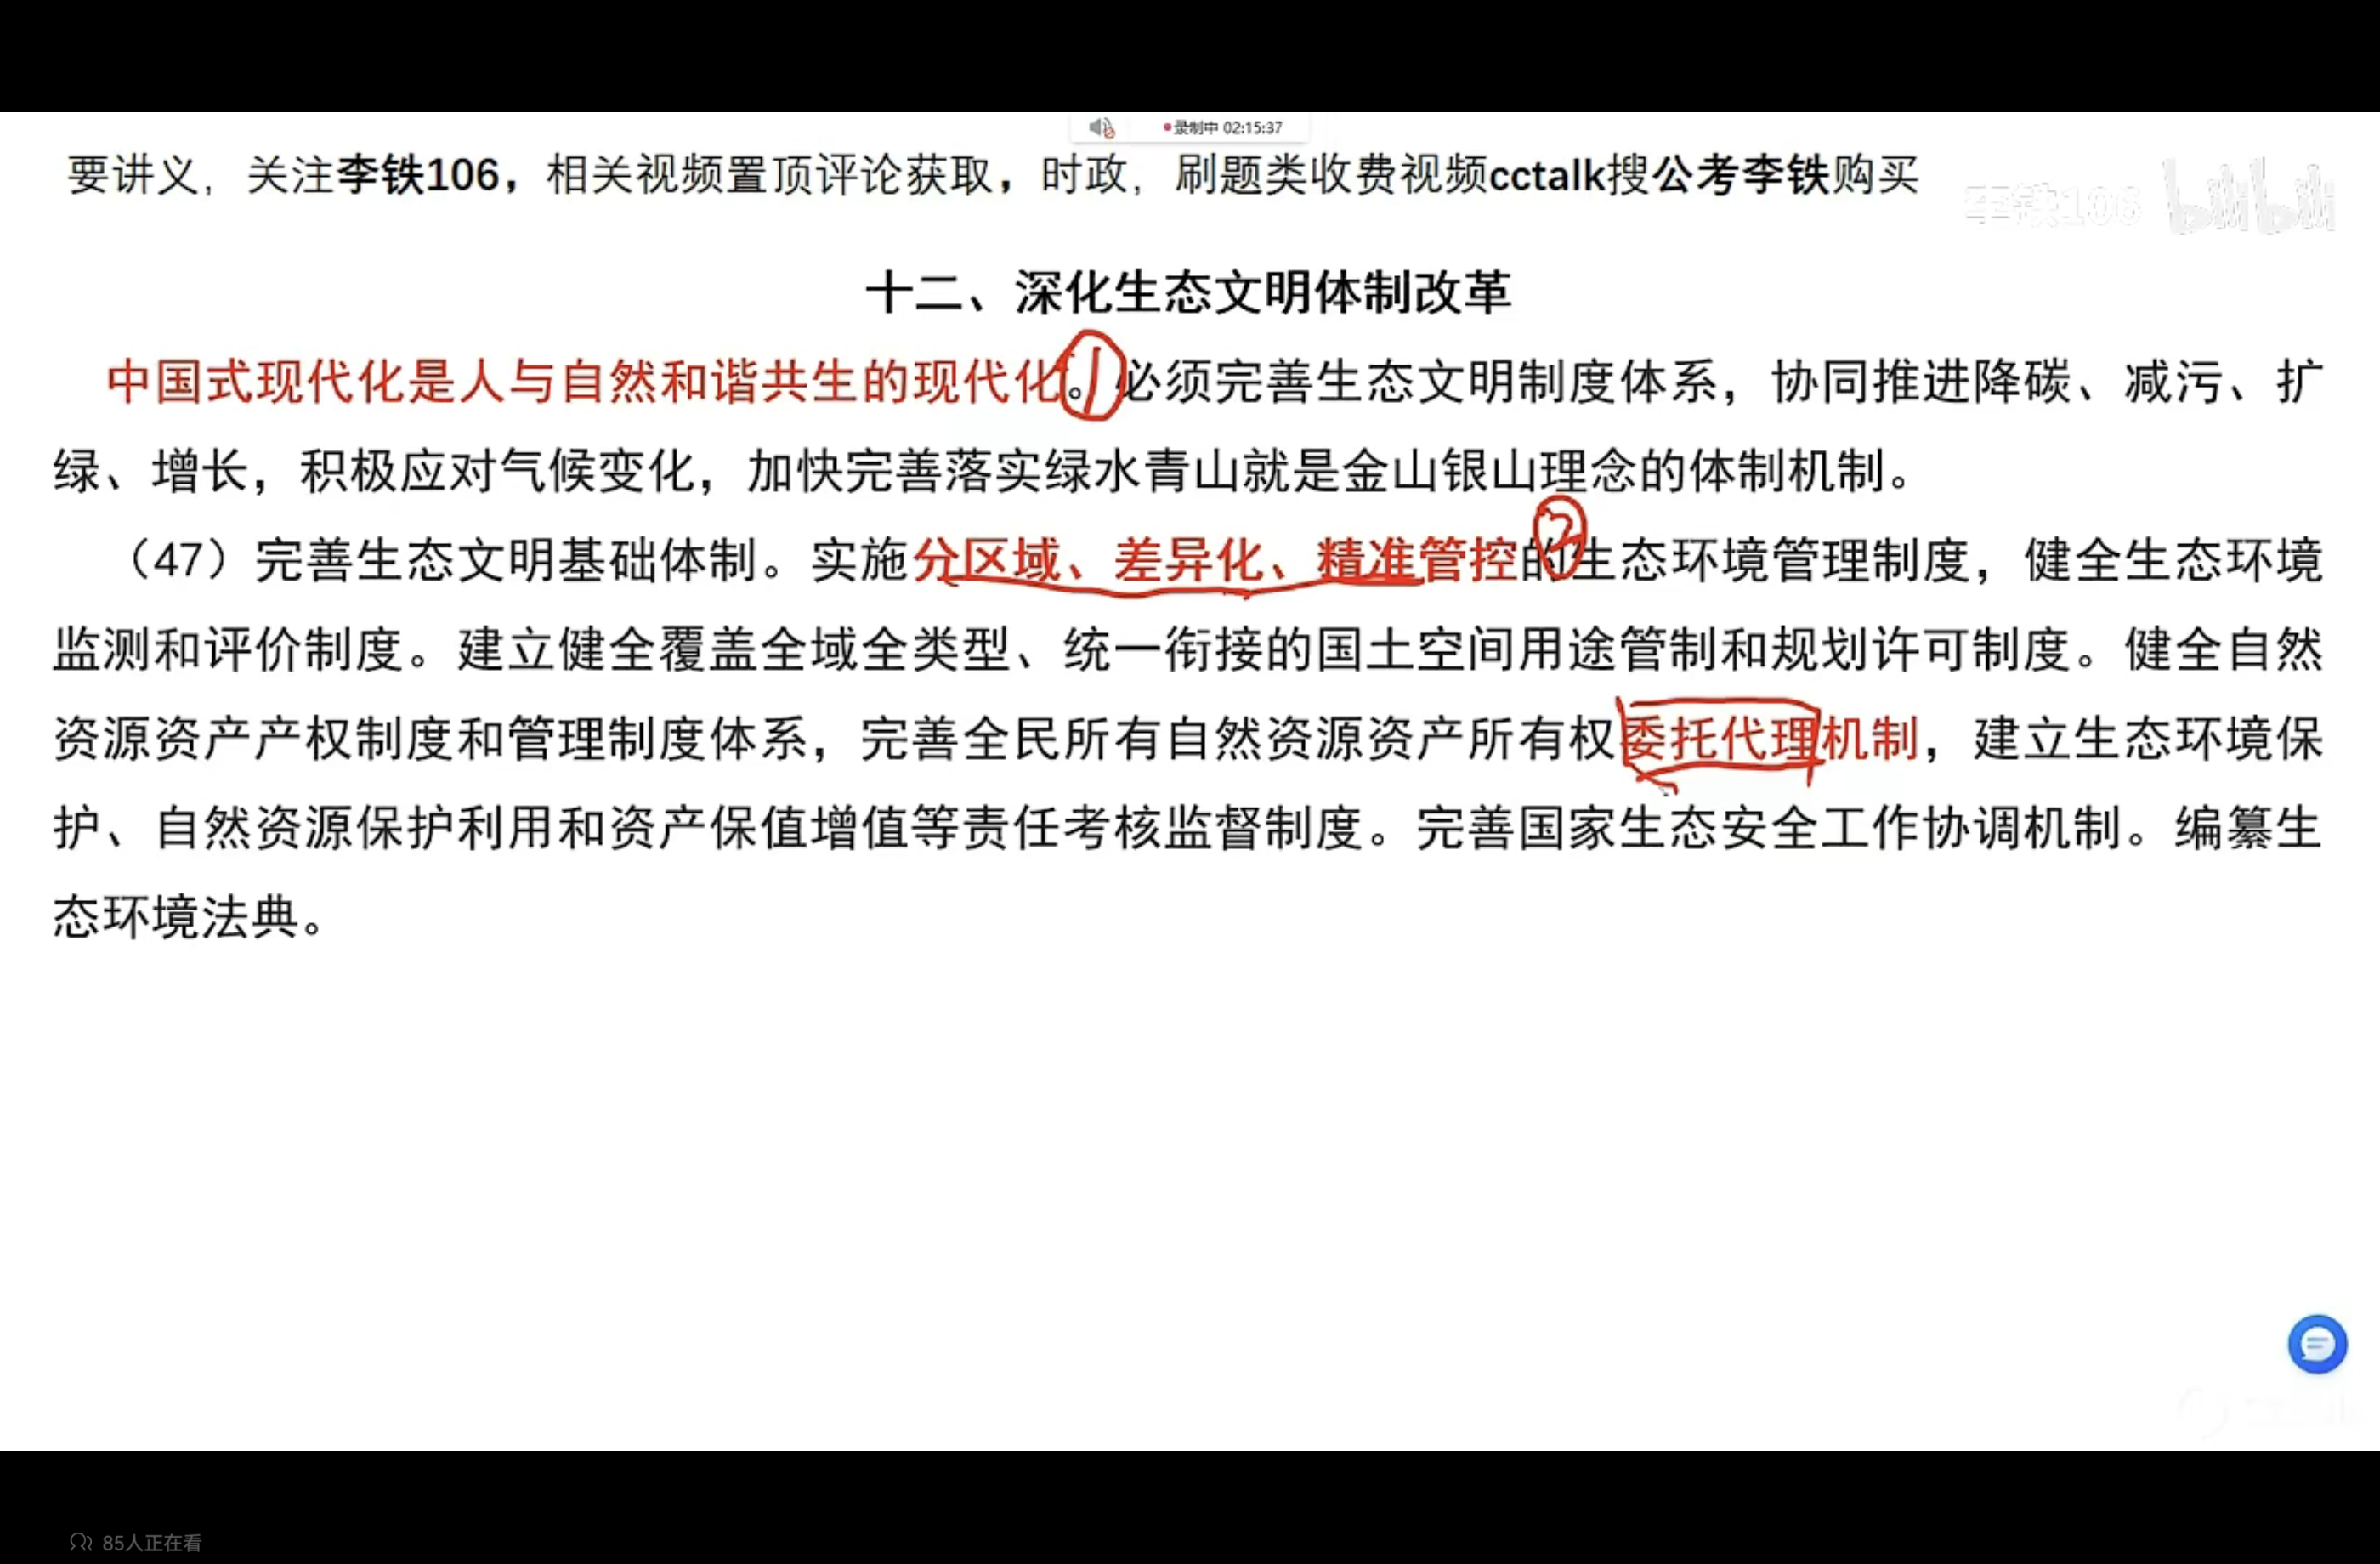 录制中 02:15:37
要讲义，关注李铁106，相关视频置顶评论获取，时政，刷题类收费视频cctalk搜公考李铁购买
李铁106 bilibili
十二、深化生态文明体制改革
中国式现代化是人与自然和谐共生的现代化。①必须完善生态文明制度体系，协同推进降碳、减污、扩
绿、增长，积极应对气候变化，加快完善落实绿水青山就是金山银山理念的体制机制。
②
（47）完善生态文明基础体制。实施分区域、差异化、精准管控的生态环境管理制度，健全生态环境
监测和评价制度。建立健全覆盖全域全类型、统一衔接的国土空间用途管制和规划许可制度。健全自然
资源资产产权制度和管理制度体系，完善全民所有自然资源资产所有权委托代理机制，建立生态环境保
护、自然资源保护利用和资产保值增值等责任考核监督制度。完善国家生态安全工作协调机制。编纂生
态环境法典。
85人正在看